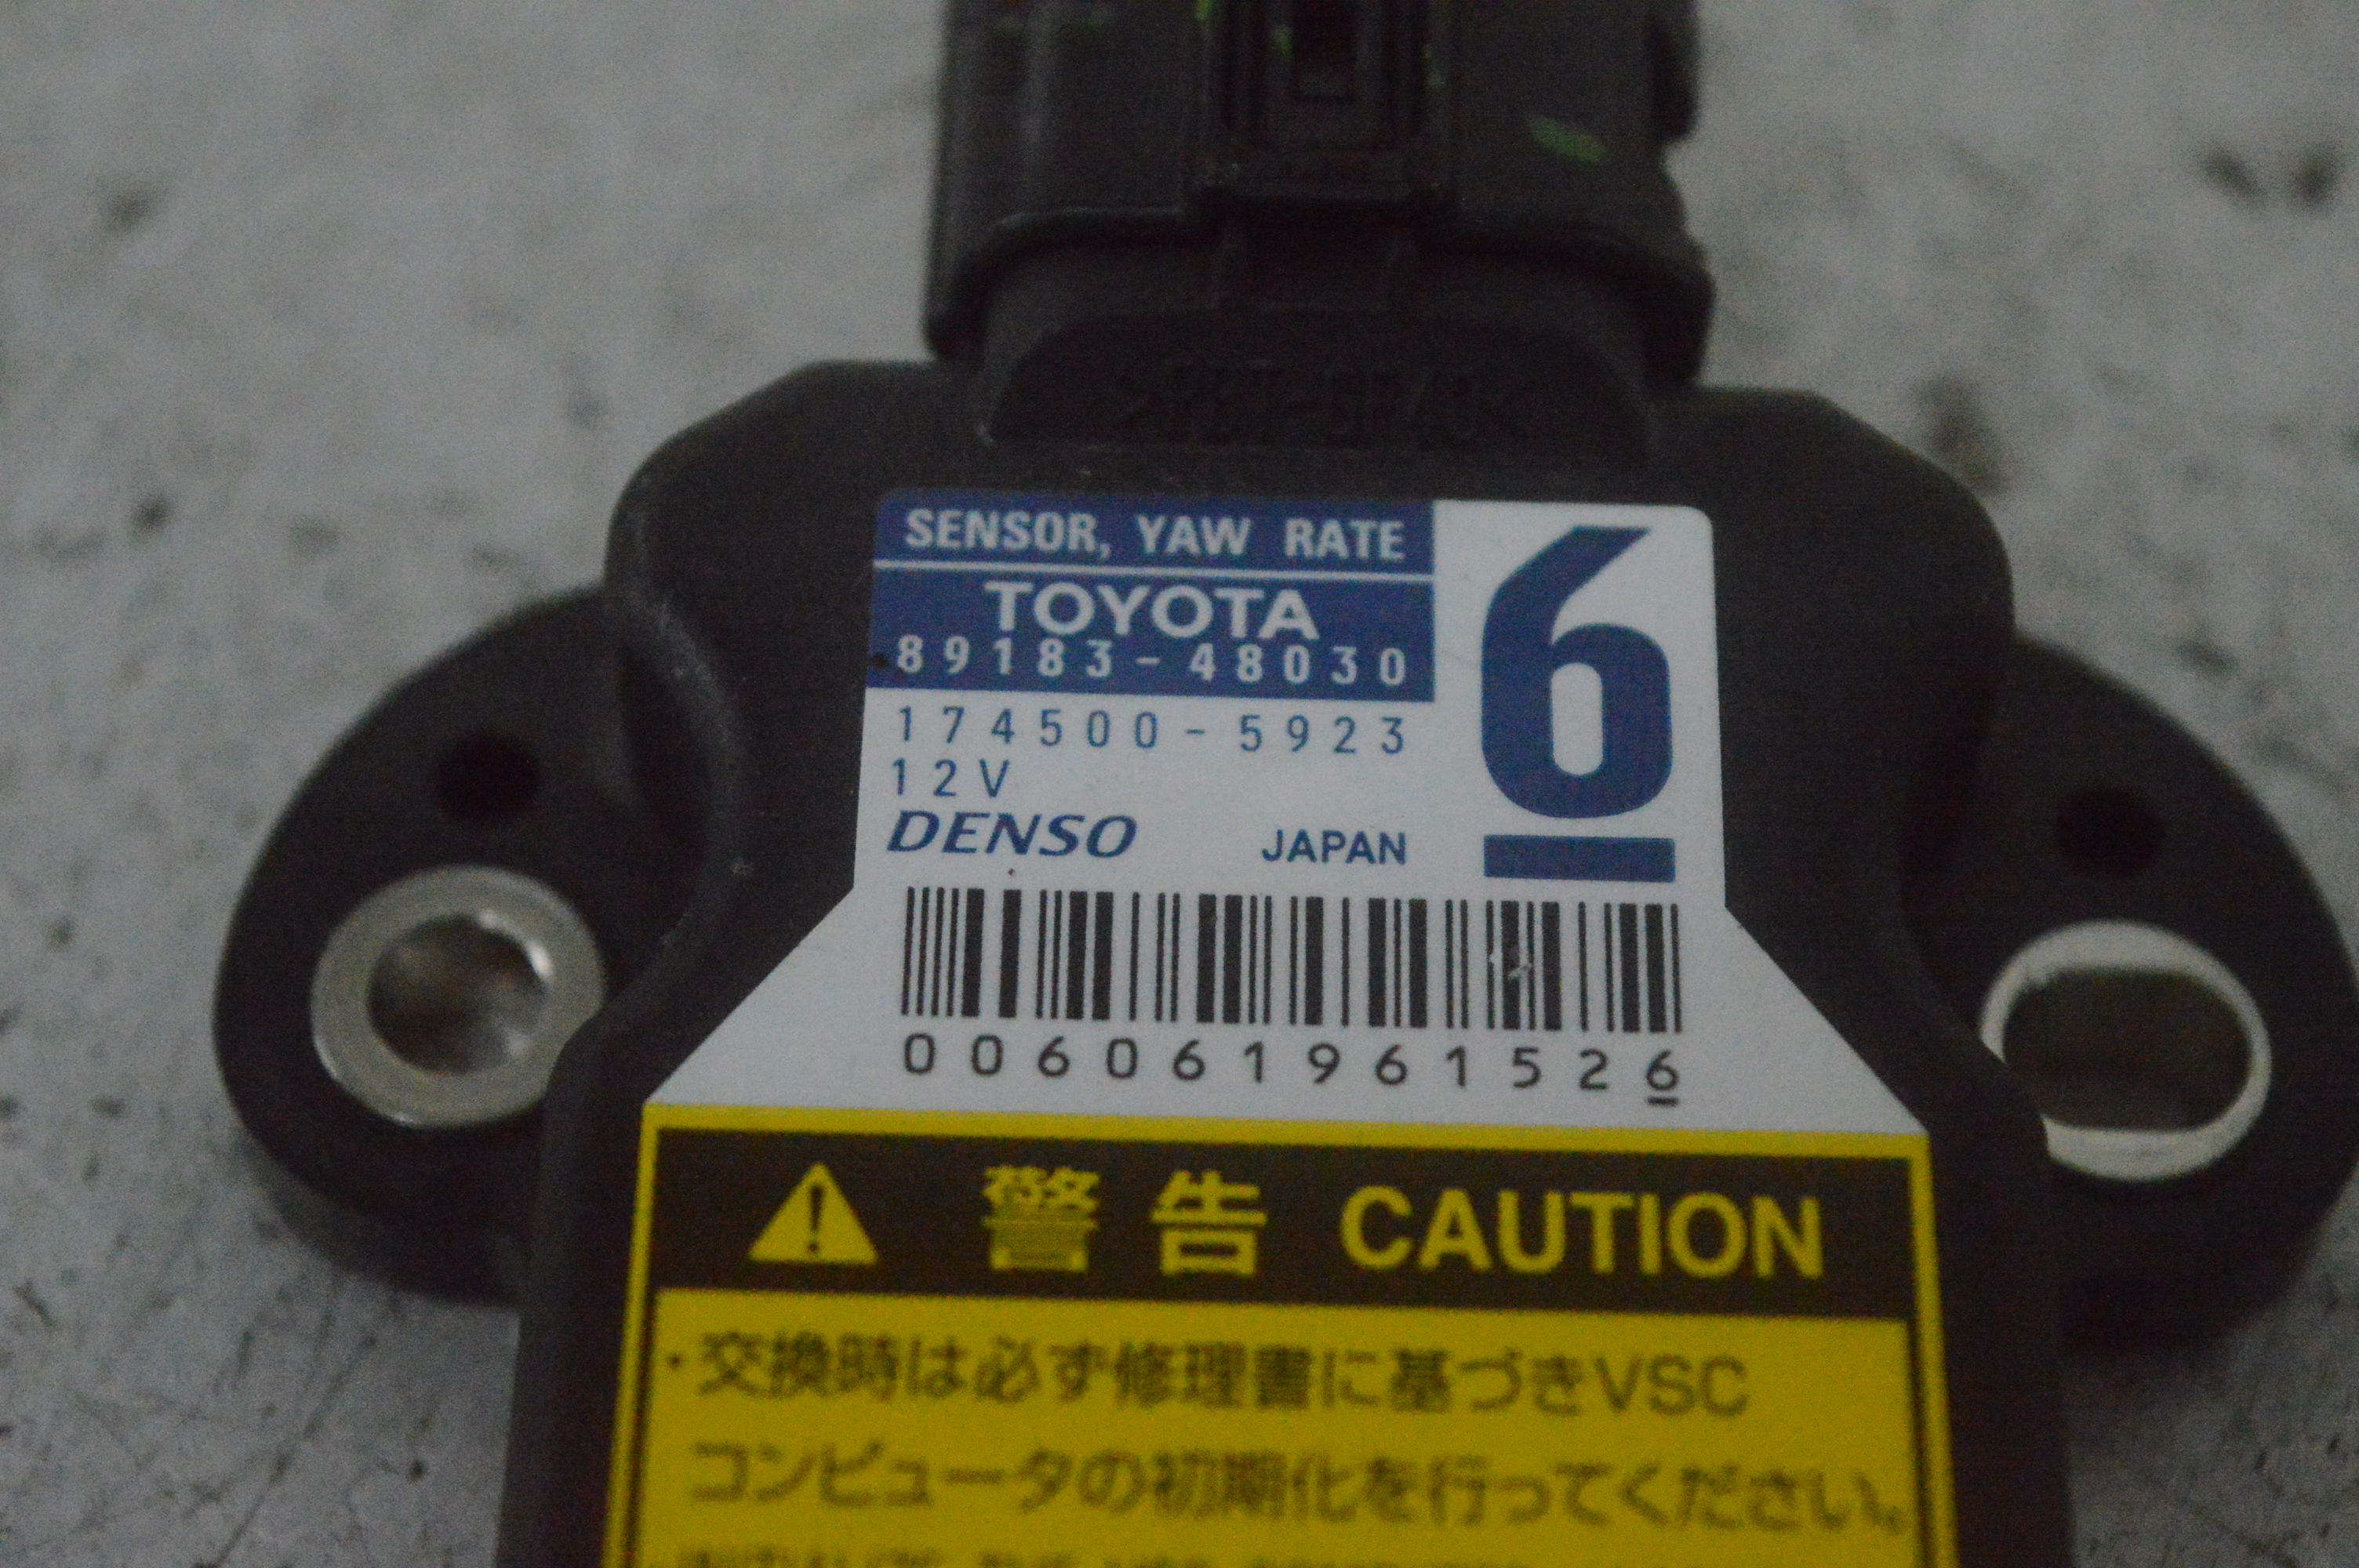 SENSOR, YAW RATE
TOYOTA
89183-48030
6
174500-5923
12V
DENSO JAPAN
006061961526
警告 CAUTION
・交換時は必ず修理書に基づきVSC
コンピュータの初期化を行ってください。